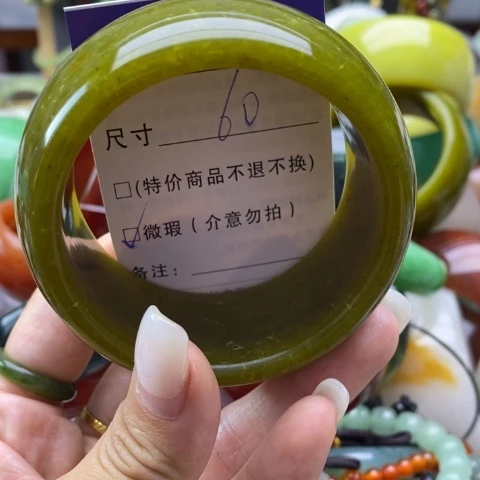 尺寸 60
□(特价商品不退不换)
☑微瑕(介意勿拍)
备注: